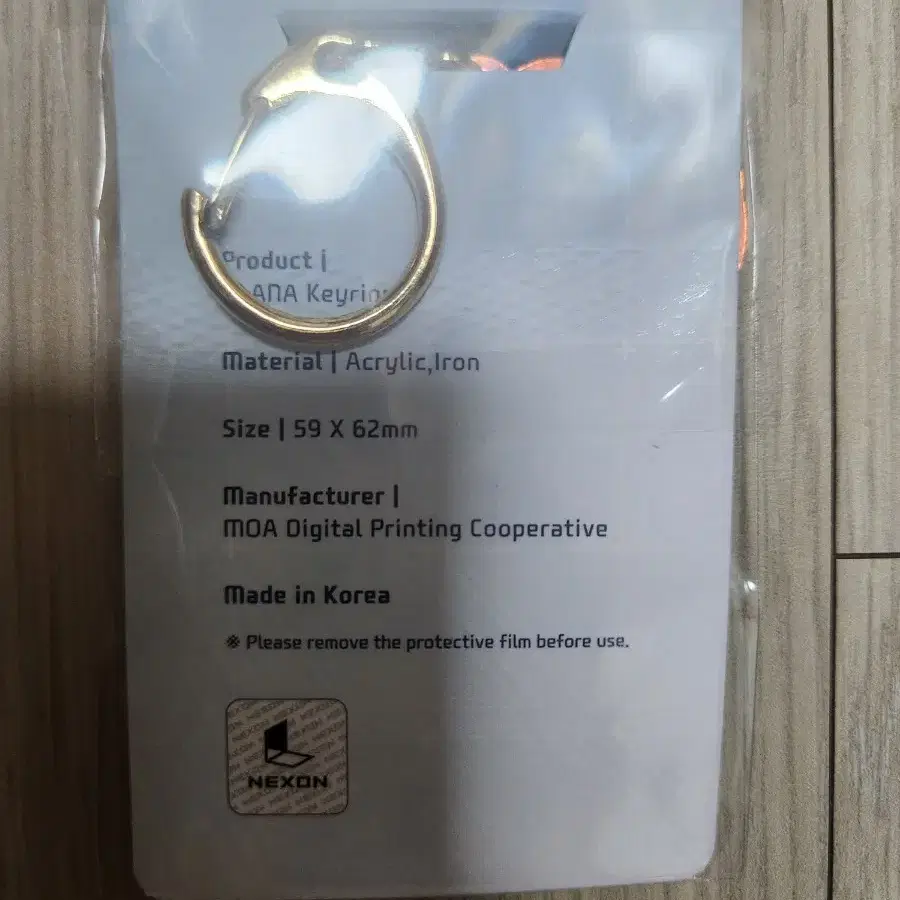 Product |
Keyring
Material | Acrylic,Iron
Size | 59 X 62mm
Manufacturer |
MOA Digital Printing Cooperative
Made in Korea
※ Please remove the protective film before use.
NEXON